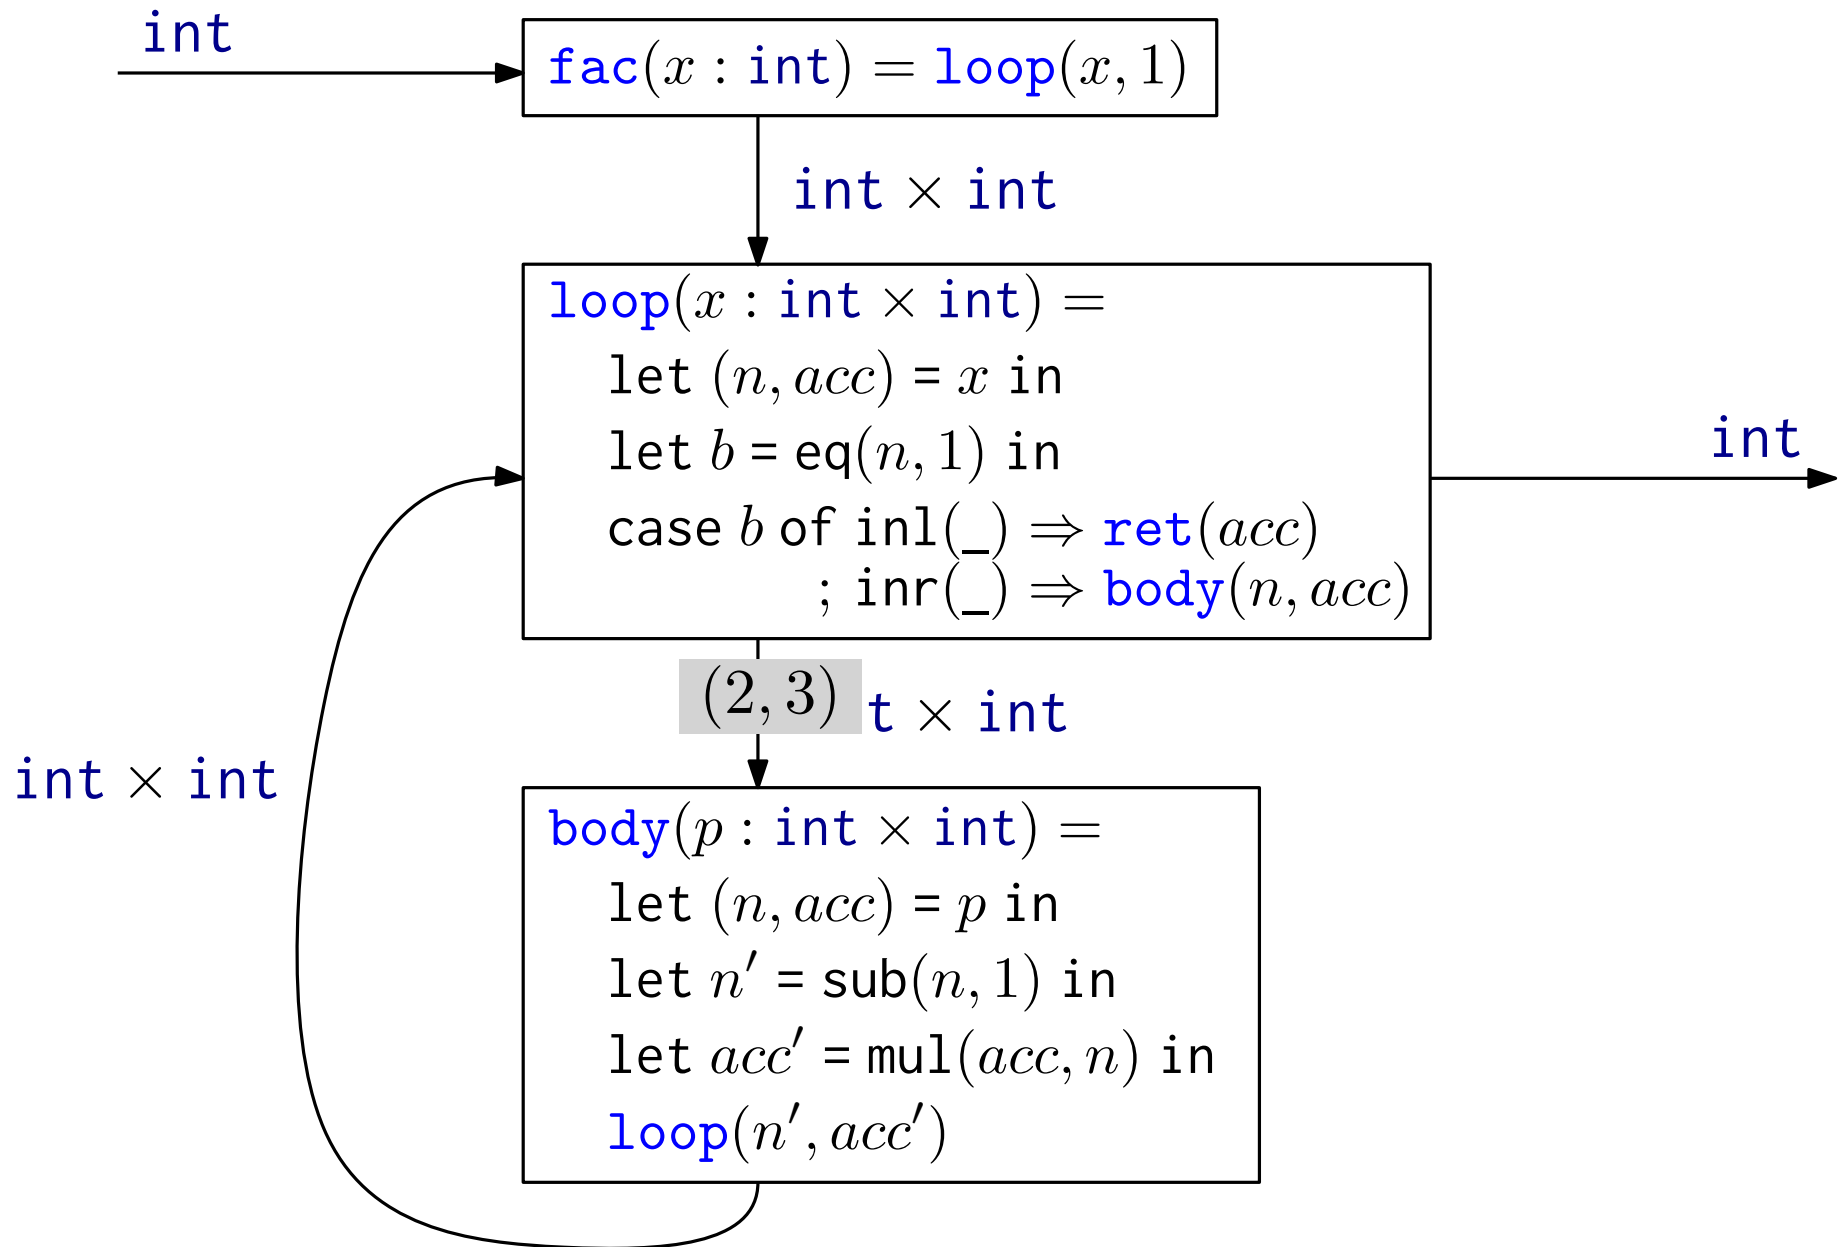 int
fac(x : int) = loop(x, 1)
int × int
loop(x : int × int) =
let (n, acc) = x in
let b = eq(n, 1) in
case b of inl(_) ⇒ ret(acc)
; inr(_) ⇒ body(n, acc)
int
(2, 3) t × int
int × int
body(p : int × int) =
let (n, acc) = p in
let n′ = sub(n, 1) in
let acc′ = mul(acc, n) in
loop(n′, acc′)